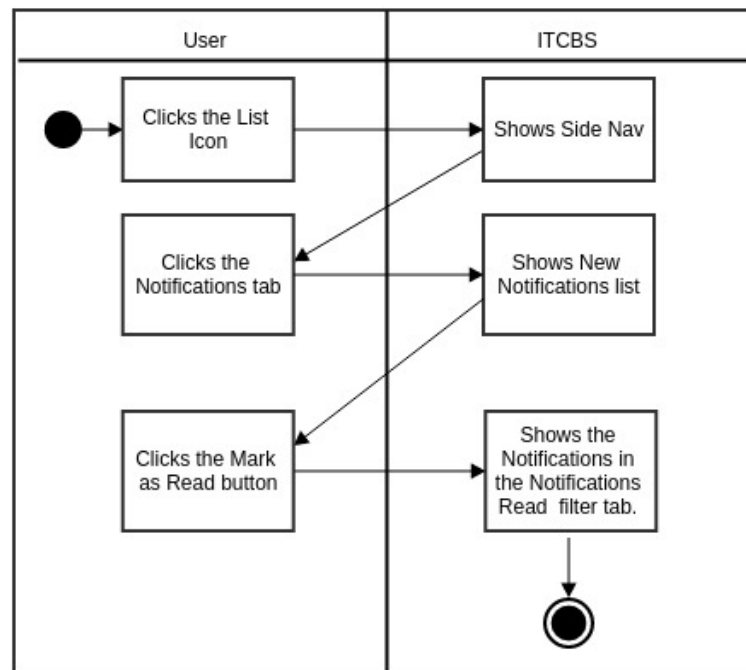 User
ITCBS
Clicks the List
Icon
Shows Side Nav
Clicks the
Notifications tab
Shows New
Notifications list
Clicks the Mark
as Read button
Shows the
Notifications in
the Notifications
Read filter tab.